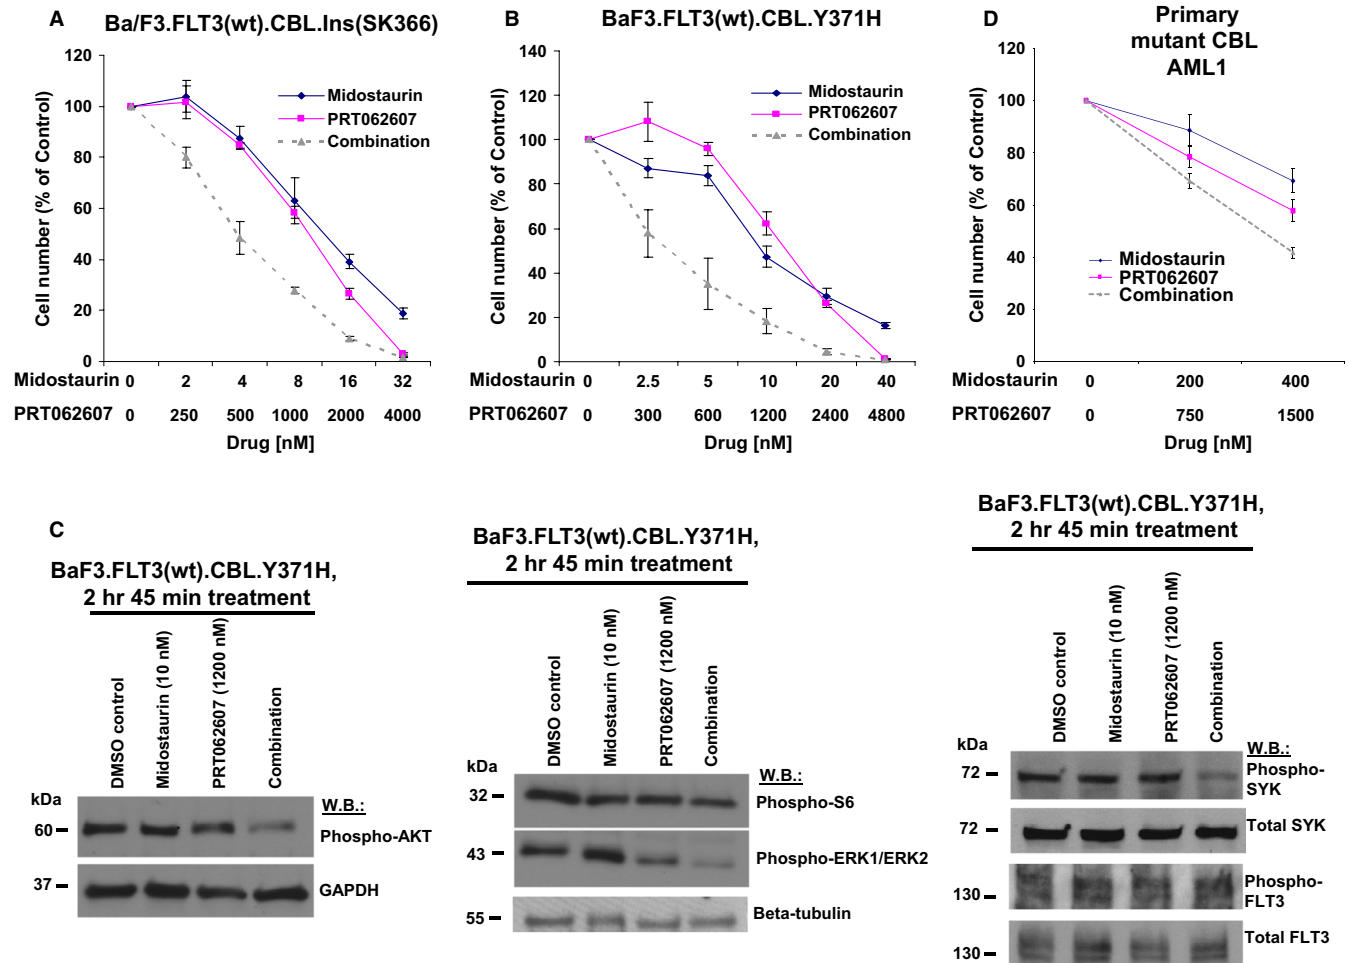 A
Ba/F3.FLT3(wt).CBL.Ins(SK366)
120
100
80
60
40
20
0
Cell number (% of Control)
Midostaurin
PRT062607
Combination
Midostaurin 0 2 4 8 16 32
PRT062607 0 250 500 1000 2000 4000
Drug [nM]
B
BaF3.FLT3(wt).CBL.Y371H
140
120
100
80
60
40
20
0
Cell number (% of Control)
Midostaurin
PRT062607
Combination
Midostaurin 0 2.5 5 10 20 40
PRT062607 0 300 600 1200 2400 4800
Drug [nM]
D
Primary
mutant CBL
AML1
120
100
80
60
40
20
0
Cell number (% of Control)
Midostaurin
PRT062607
Combination
Midostaurin 0 200 400
PRT062607 0 750 1500
Drug [nM]
C
BaF3.FLT3(wt).CBL.Y371H,
2 hr 45 min treatment
DMSO control
Midostaurin (10 nM)
PRT062607 (1200 nM)
Combination
kDa
W.B.:
60
Phospho-AKT
37
GAPDH
BaF3.FLT3(wt).CBL.Y371H,
2 hr 45 min treatment
DMSO control
Midostaurin (10 nM)
PRT062607 (1200 nM)
Combination
kDa
W.B.:
32
Phospho-S6
43
Phospho-ERK1/ERK2
55
Beta-tubulin
BaF3.FLT3(wt).CBL.Y371H,
2 hr 45 min treatment
DMSO control
Midostaurin (10 nM)
PRT062607 (1200 nM)
Combination
kDa
W.B.:
72
Phospho-
SYK
72
Total SYK
130
Phospho-
FLT3
130
Total FLT3